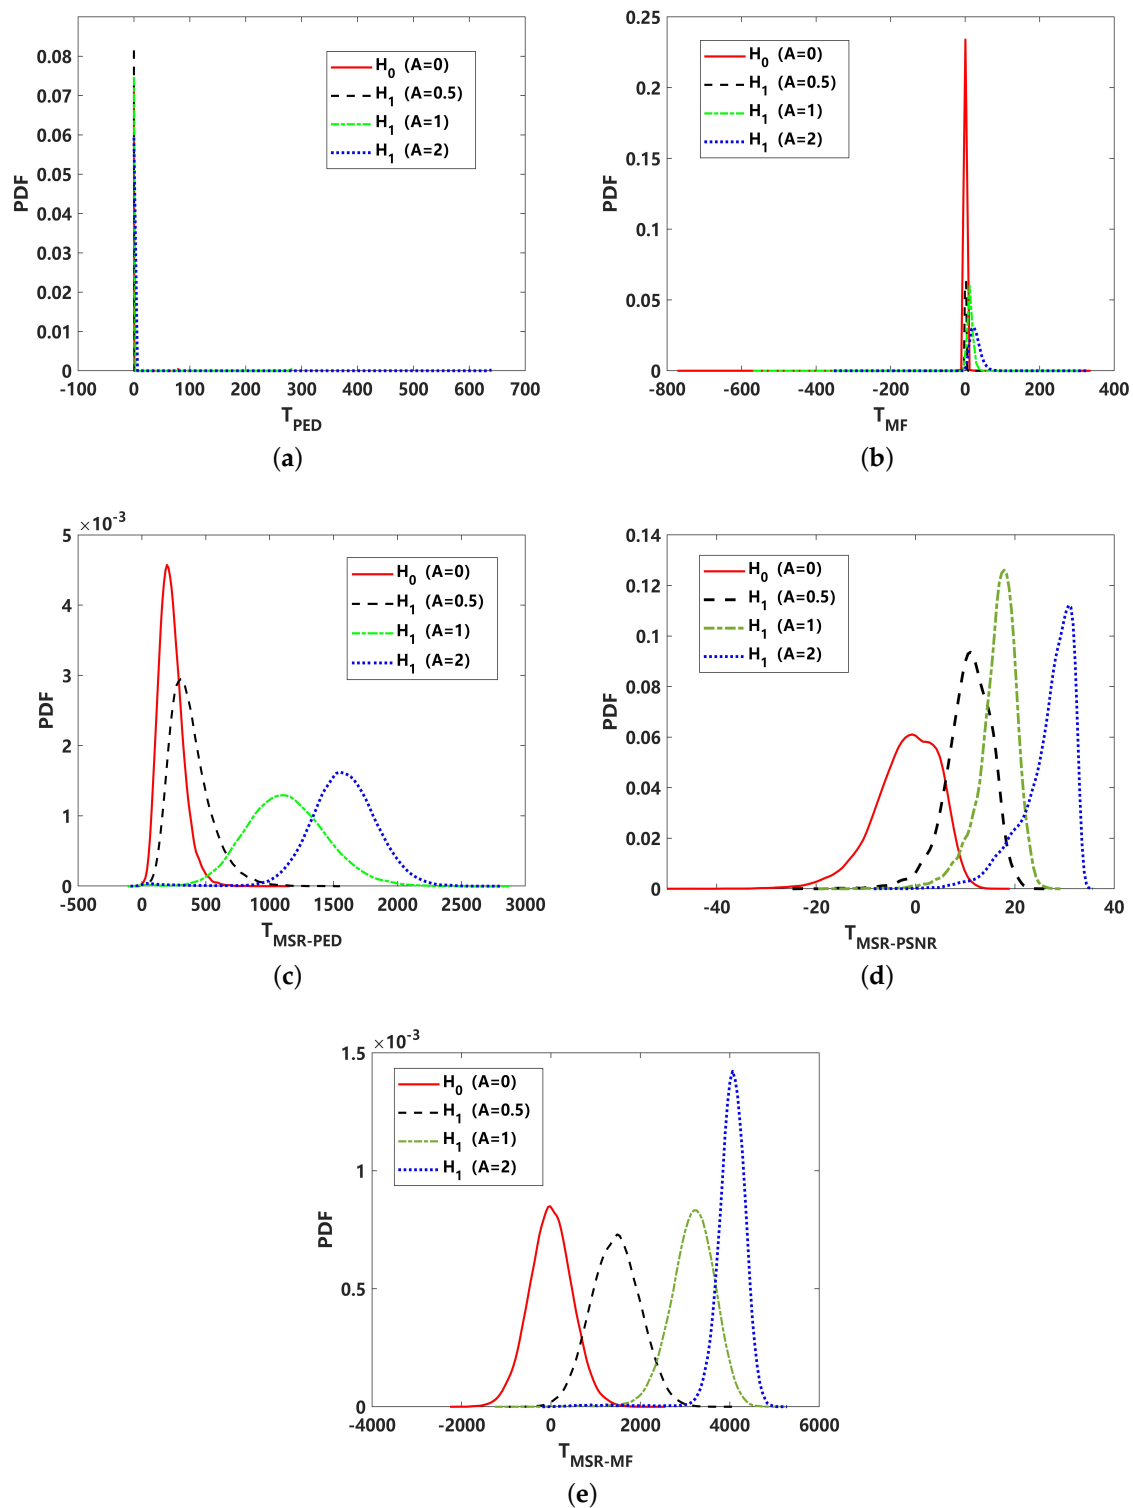 0.08
0.07
0.06
0.05
0.04
0.03
0.02
0.01
0
PDF
-100 0 100 200 300 400 500 600 700
T_PED
H_0 (A=0)
H_1 (A=0.5)
H_1 (A=1)
H_1 (A=2)
(a)
0.25
0.2
0.15
0.1
0.05
0
PDF
-800 -600 -400 -200 0 200 400
T_MF
H_0 (A=0)
H_1 (A=0.5)
H_1 (A=1)
H_1 (A=2)
(b)
×10^-3
5
4
3
2
1
0
PDF
-500 0 500 1000 1500 2000 2500 3000
T_MSR-PED
H_0 (A=0)
H_1 (A=0.5)
H_1 (A=1)
H_1 (A=2)
(c)
0.14
0.12
0.1
0.08
0.06
0.04
0.02
0
PDF
-40 -20 0 20 40
T_MSR-PSNR
H_0 (A=0)
H_1 (A=0.5)
H_1 (A=1)
H_1 (A=2)
(d)
×10^-3
1.5
1
0.5
0
PDF
-4000 -2000 0 2000 4000 6000
T_MSR-MF
H_0 (A=0)
H_1 (A=0.5)
H_1 (A=1)
H_1 (A=2)
(e)